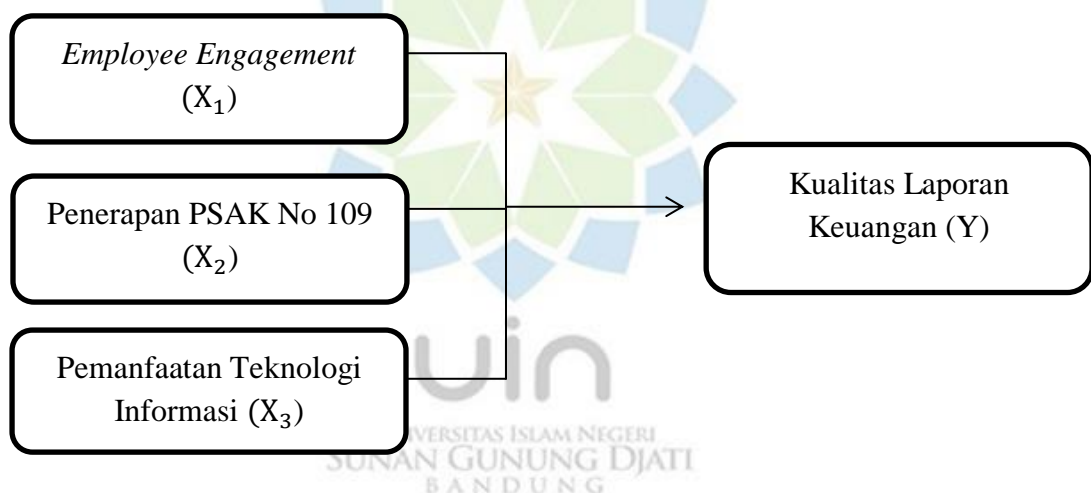 Employee Engagement
(X₁)
Penerapan PSAK No 109
(X₂)
Pemanfaatan Teknologi
Informasi (X₃)
Kualitas Laporan
Keuangan (Y)
uin
UNIVERSITAS ISLAM NEGERI
SUNAN GUNUNG DJATI
BANDUNG